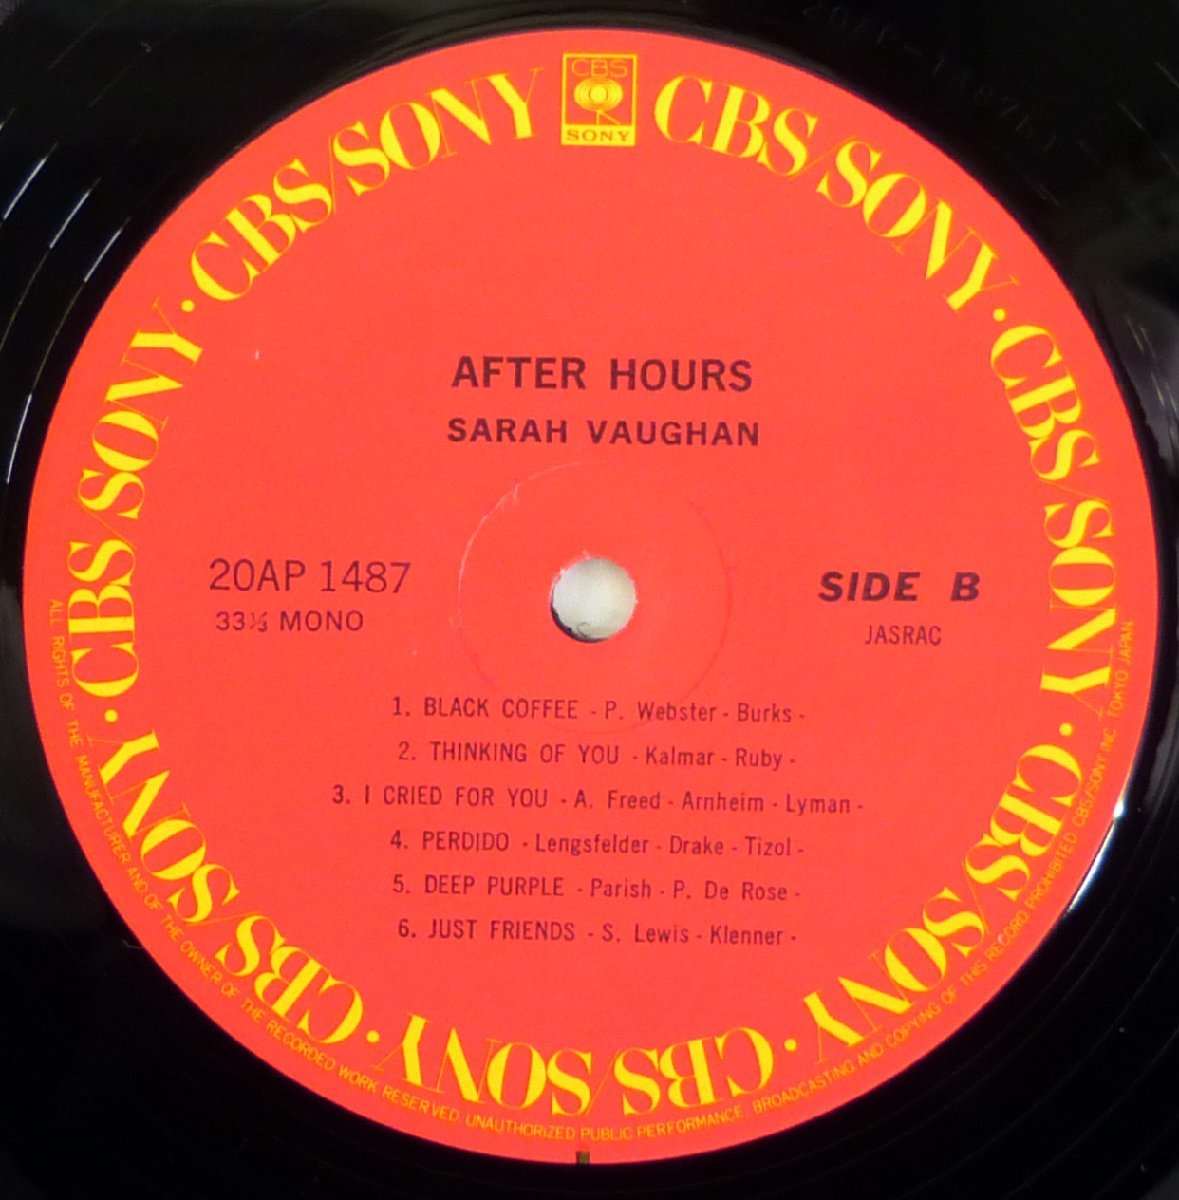 CBS
SONY
CBS/SONY · CBS/SONY · CBS/SONY · CBS/SONY · CBS/SONY · CBS/SONY · CBS/SONY
AFTER HOURS
SARAH VAUGHAN
20AP 1487
33⅓ MONO
SIDE B
JASRAC
1. BLACK COFFEE - P. Webster - Burks -
2. THINKING OF YOU - Kalmar - Ruby -
3. I CRIED FOR YOU - A. Freed - Arnheim - Lyman -
4. PERDIDO - Lengsfelder - Drake - Tizol -
5. DEEP PURPLE - Parish - P. De Rose -
6. JUST FRIENDS - S. Lewis - Klenner -
ALL RIGHTS OF THE MANUFACTURER AND OF THE OWNER OF THE RECORDED WORK RESERVED. UNAUTHORIZED PUBLIC PERFORMANCE, BROADCASTING AND COPYING OF THIS RECORD PROHIBITED CBS/SONY INC. TOKYO JAPAN